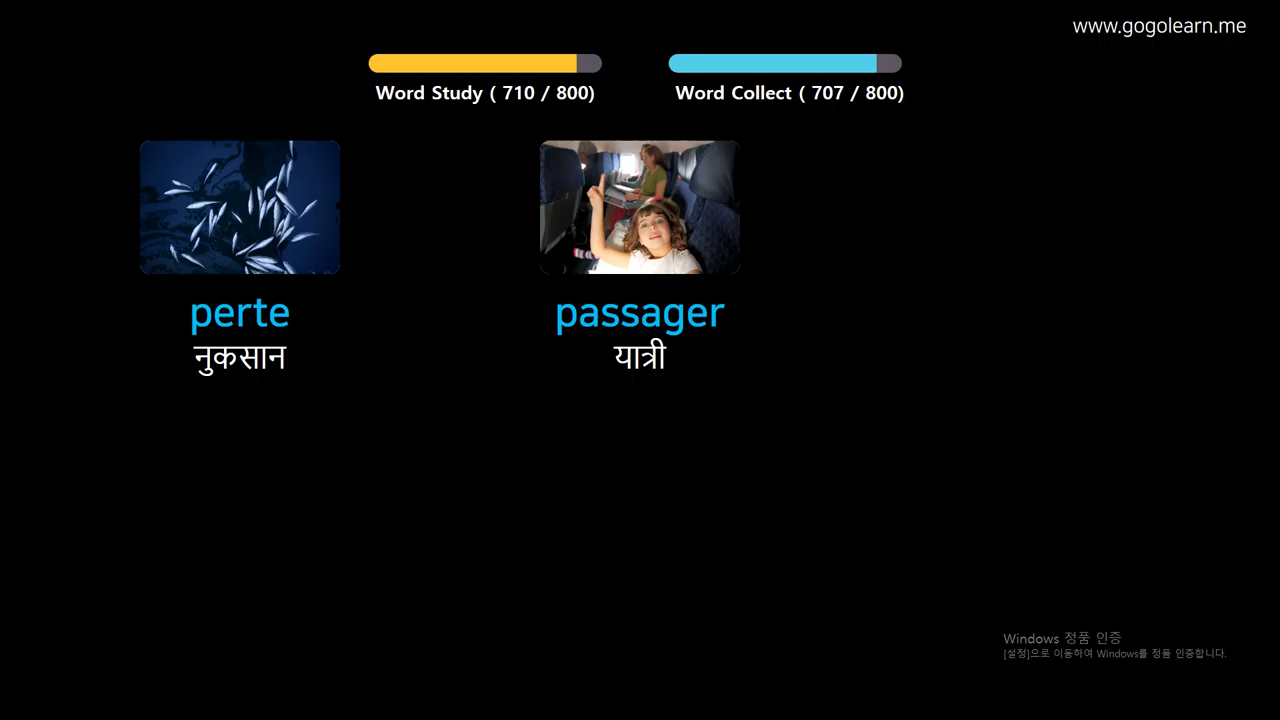 www.gogolearn.me
Word Study ( 710 / 800)
Word Collect ( 707 / 800)
perte
नुकसान
passager
यात्री
Windows 정품 인증
[설정]으로 이동하여 Windows를 정품 인증합니다.